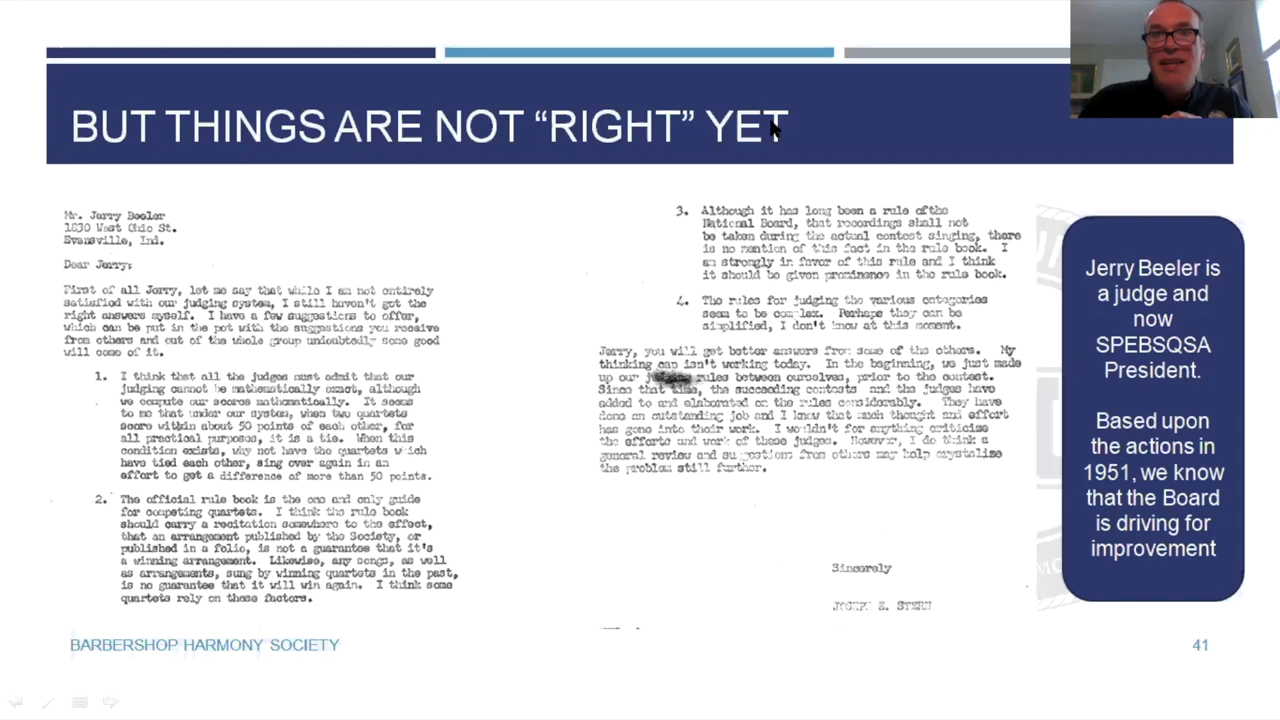 BUT THINGS ARE NOT “RIGHT” YET
Mr. Jerry Beeler
1830 West Ohio St.
Evansville, Ind.
Dear Jerry;
First of all Jerry, let me say that while I am not entirely
satisfied with our judging system, I still haven't got the
right answers myself. I have a few suggestions to offer,
which can be put in the pot with the suggestions you receive
from others and out of the whole group undoubtedly some good
will come of it.
1. I think that all the judges must admit that our
judging cannot be mathematically exact, although
we compute our scores mathematically. It seems
to me that under our system, when two quartets
score within about 50 points of each other, for
all practical purposes, it is a tie. When this
condition exists, why not have the quartets which
have tied each other, sing over again in an
effort to get a difference of more than 50 points.
2. The official rule book is the one and only guide
for competing quartets. I think the rule book
should carry a recitation somewhere to the effect,
that an arrangement published by the Society, or
published in a folio, is not a guarantee that it's
a winning arrangement. Likewise, any songs, as well
as arrangements, sung by winning quartets in the past,
is no guarantee that it will win again. I think some
quartets rely on these factors.
3. Although it has long been a rule of the
National Board, that recordings shall not
be taken during the actual contest singing, there
is no mention of this fact in the rule book. I
am strongly in favor of this rule and I think
it should be given prominence in the rule book.
4. The rules for judging the various categories
seem to be complex. Perhaps they can be
simplified, I don't know at this moment.
Jerry, you will get better answers from some of the others. My
thinking cap isn't working today. In the beginning, we just made
up our rules between ourselves, prior to the contest.
Since that time, the succeeding contests and the judges have
added to and elaborated on the rules considerably. They have
done an outstanding job and I know that much thought and effort
has gone into their work. I wouldn't for anything criticise
the efforts and work of these judges. However, I do think a
general review and suggestions from others may help crystalize
the problem still further.
Sincerely
JOSEPH E. STERN
Jerry Beeler is
a judge and
now
SPEBSQSA
President.
Based upon
the actions in
1951, we know
that the Board
is driving for
improvement
BARBERSHOP HARMONY SOCIETY
41